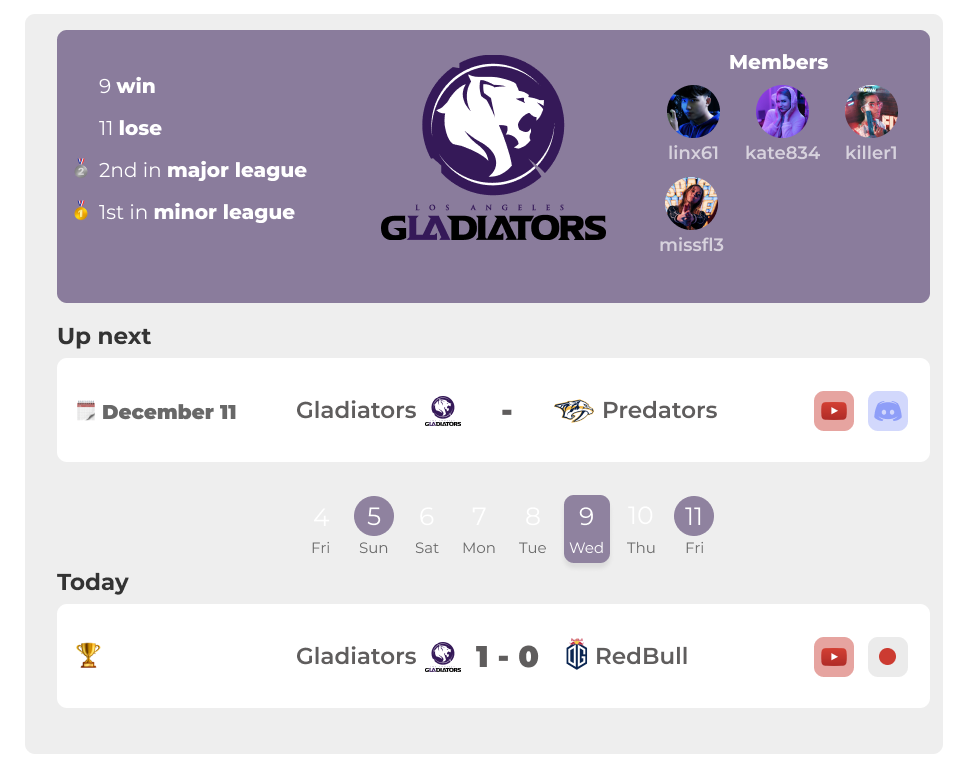 9 win
11 lose
2nd in major league
1st in minor league
LOS ANGELES
GLADIATORS
Members
linx61
kate834
killer1
missfl3
Up next
December 11
Gladiators
GLADIATORS
-
Predators
4 5 6 7 8 9 10 11
Fri Sun Sat Mon Tue Wed Thu Fri
Today
Gladiators
GLADIATORS
1 - 0
OG
RedBull